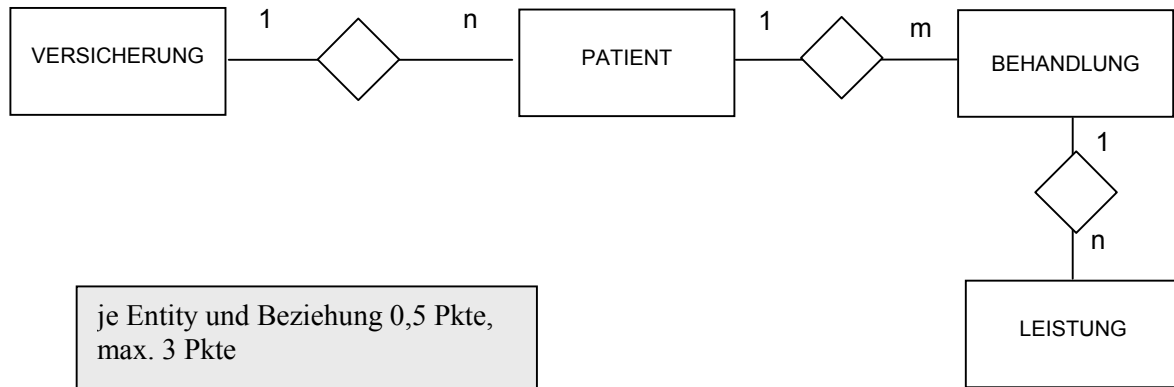 1 n 1 m
VERSICHERUNG PATIENT BEHANDLUNG
1
n
LEISTUNG
je Entity und Beziehung 0,5 Pkte,
max. 3 Pkte